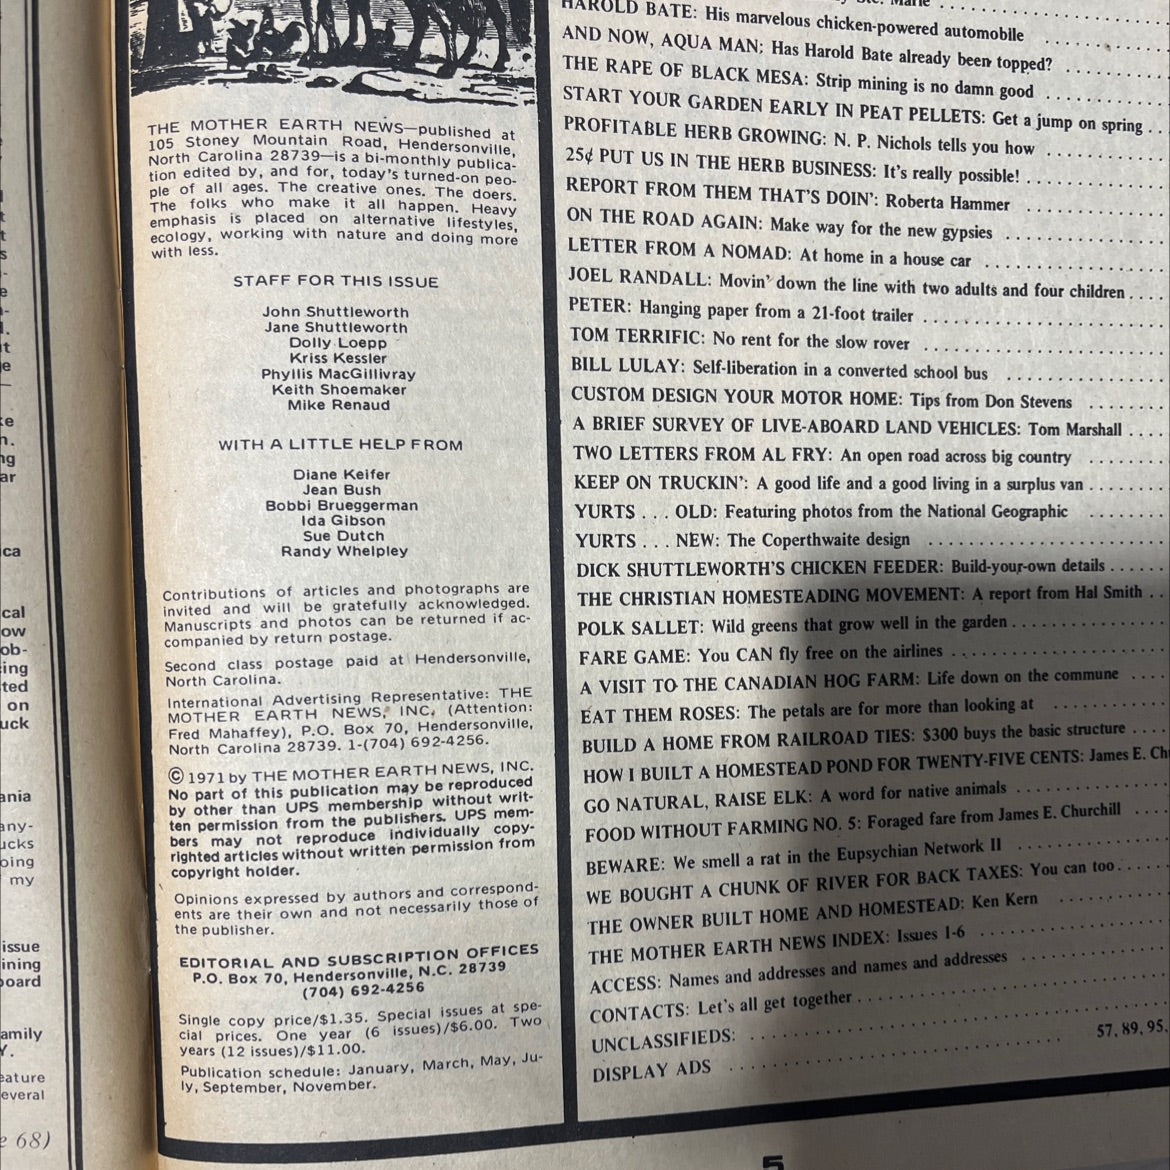 THE MOTHER EARTH NEWS—published at
105 Stoney Mountain Road, Hendersonville,
North Carolina 28739—is a bi-monthly publica-
tion edited by, and for, today's turned-on peo-
ple of all ages. The creative ones. The doers.
The folks who make it all happen. Heavy
emphasis is placed on alternative lifestyles,
ecology, working with nature and doing more
with less.
STAFF FOR THIS ISSUE
John Shuttleworth
Jane Shuttleworth
Dolly Loepp
Kriss Kessler
Phyllis MacGillivray
Keith Shoemaker
Mike Renaud
WITH A LITTLE HELP FROM
Diane Keifer
Jean Bush
Bobbi Brueggerman
Ida Gibson
Sue Dutch
Randy Whelpley
Contributions of articles and photographs are
invited and will be gratefully acknowledged.
Manuscripts and photos can be returned if ac-
companied by return postage.
Second class postage paid at Hendersonville,
North Carolina.
International Advertising Representative: THE
MOTHER EARTH NEWS, INC. (Attention:
Fred Mahaffey), P.O. Box 70, Hendersonville,
North Carolina 28739. 1-(704) 692-4256.
© 1971 by THE MOTHER EARTH NEWS, INC.
No part of this publication may be reproduced
by other than UPS membership without writ-
ten permission from the publishers. UPS mem-
bers may not reproduce individually copy-
righted articles without written permission from
copyright holder.
Opinions expressed by authors and correspond-
ents are their own and not necessarily those of
the publisher.
EDITORIAL AND SUBSCRIPTION OFFICES
P.O. Box 70, Hendersonville, N.C. 28739
(704) 692-4256
Single copy price/$1.35. Special issues at spe-
cial prices. One year (6 issues)/$6.00. Two
years (12 issues)/$11.00.
Publication schedule: January, March, May, Ju-
ly, September, November.
HAROLD BATE: His marvelous chicken-powered automobile
AND NOW, AQUA MAN: Has Harold Bate already been topped?
THE RAPE OF BLACK MESA: Strip mining is no damn good
START YOUR GARDEN EARLY IN PEAT PELLETS: Get a jump on spring
PROFITABLE HERB GROWING: N. P. Nichols tells you how
25¢ PUT US IN THE HERB BUSINESS: It's really possible!
REPORT FROM THEM THAT'S DOIN': Roberta Hammer
ON THE ROAD AGAIN: Make way for the new gypsies
LETTER FROM A NOMAD: At home in a house car
JOEL RANDALL: Movin' down the line with two adults and four children
PETER: Hanging paper from a 21-foot trailer
TOM TERRIFIC: No rent for the slow rover
BILL LULAY: Self-liberation in a converted school bus
CUSTOM DESIGN YOUR MOTOR HOME: Tips from Don Stevens
A BRIEF SURVEY OF LIVE-ABOARD LAND VEHICLES: Tom Marshall
TWO LETTERS FROM AL FRY: An open road across big country
KEEP ON TRUCKIN': A good life and a good living in a surplus van
YURTS . . . OLD: Featuring photos from the National Geographic
YURTS . . . NEW: The Coperthwaite design
DICK SHUTTLEWORTH'S CHICKEN FEEDER: Build-your-own details
THE CHRISTIAN HOMESTEADING MOVEMENT: A report from Hal Smith
POLK SALLET: Wild greens that grow well in the garden
FARE GAME: You CAN fly free on the airlines
A VISIT TO THE CANADIAN HOG FARM: Life down on the commune
EAT THEM ROSES: The petals are for more than looking at
BUILD A HOME FROM RAILROAD TIES: $300 buys the basic structure
HOW I BUILT A HOMESTEAD POND FOR TWENTY-FIVE CENTS: James E. Ch
GO NATURAL, RAISE ELK: A word for native animals
FOOD WITHOUT FARMING NO. 5: Foraged fare from James E. Churchill
BEWARE: We smell a rat in the Eupsychian Network II
WE BOUGHT A CHUNK OF RIVER FOR BACK TAXES: You can too
THE OWNER BUILT HOME AND HOMESTEAD: Ken Kern
THE MOTHER EARTH NEWS INDEX: Issues 1-6
ACCESS: Names and addresses and names and addresses
CONTACTS: Let's all get together
UNCLASSIFIEDS: 57, 89, 95,
DISPLAY ADS
5